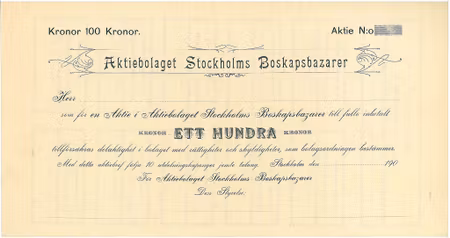 Kronor 100 Kronor. Aktie N:o
Aktiebolaget Stockholms Boskapsbazarer
Herr
som för en Aktie i Aktiebolaget Stockholms Boskapsbazarer till fullo inbetalt
KRONOR ETT HUNDRA KRONOR
tillförsäkras delaktighet i bolaget med rättigheter och skyldigheter, som bolagsordningen bestämmer.
Med detta aktiebref följa 10 utdelningskuponger jemte talong. Stockholm den 190
För Aktiebolaget Stockholms Boskapsbazarer
Dess Styrelse.